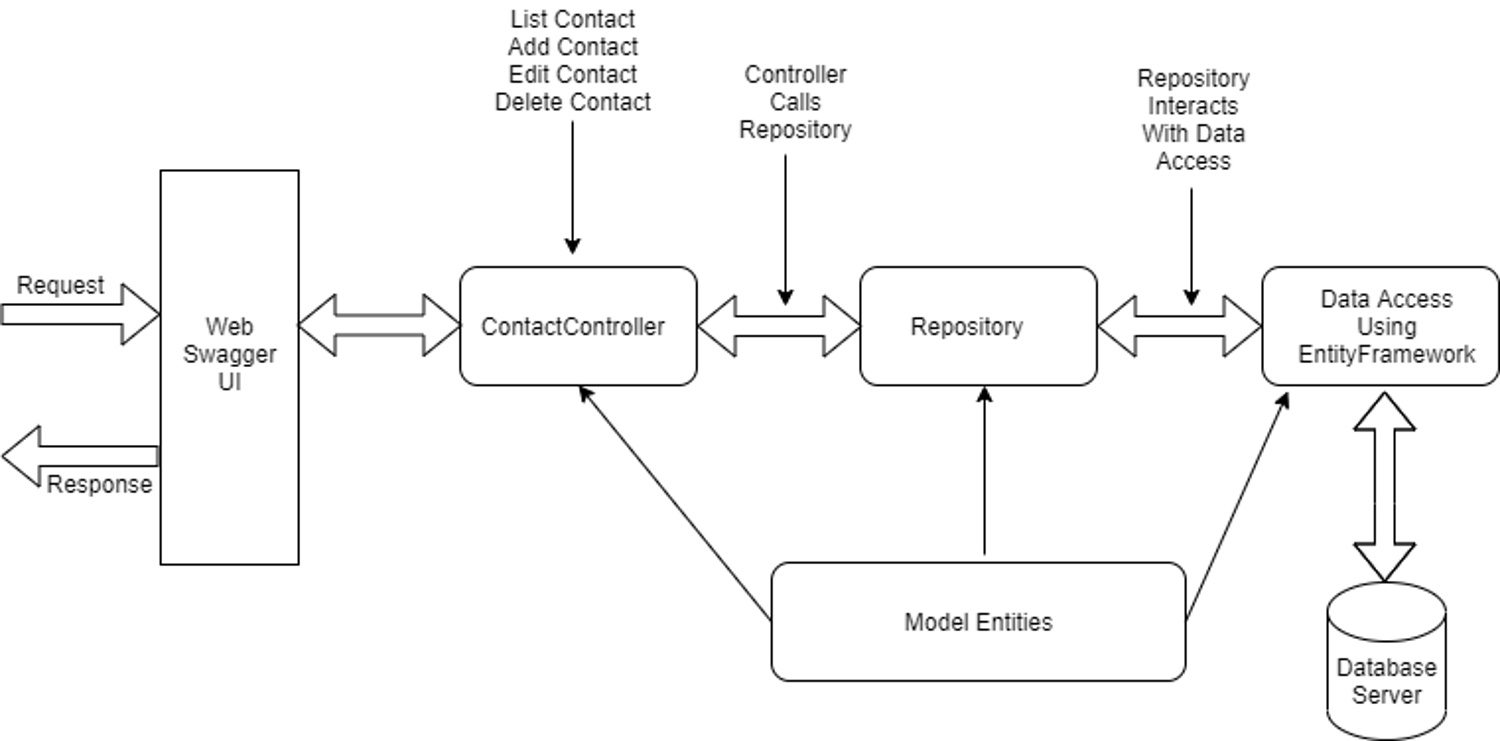 List Contact
Add Contact
Edit Contact
Delete Contact
Controller
Calls
Repository
Repository
Interacts
With Data
Access
Request
Response
Web
Swagger
UI
ContactController
Repository
Data Access
Using
EntityFramework
Model Entities
Database
Server